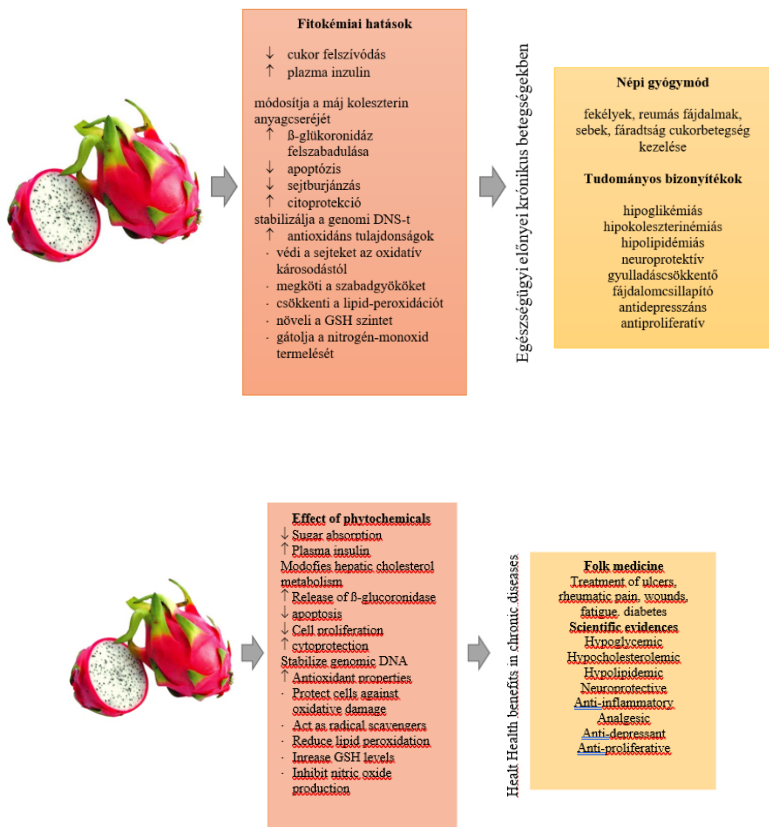 Fitokémiai hatások
↓ cukor felszívódás
↑ plazma inzulin
módosítja a máj koleszterin
anyagcseréjét
↑ ß-glükoronidáz
felszabadulása
↓ apoptózis
↓ sejtburjánzás
↑ citoprotekció
stabilizálja a genomi DNS-t
↑ antioxidáns tulajdonságok
· védi a sejteket az oxidatív
károsodástól
· megköti a szabadgyököket
· csökkenti a lipid-peroxidációt
· növeli a GSH szintet
· gátolja a nitrogén-monoxid
termelését
Egészségügyi előnyei krónikus betegségekben
Népi gyógymód
fekélyek, reumás fájdalmak,
sebek, fáradtság cukorbetegség
kezelése
Tudományos bizonyítékok
hipoglikémiás
hipokoleszterinémiás
hipolipidémiás
neuroprotektív
gyulladáscsökkentő
fájdalomcsillapító
antidepresszáns
antiproliferatív
Effect of phytochemicals
↓ Sugar absorption
↑ Plasma insulin
Modofies hepatic cholesterol
metabolism
↑ Release of ß-glucoronidase
↓ apoptosis
↓ Cell proliferation
↑ cytoprotection
Stabilize genomic DNA
↑ Antioxidant properties
· Protect cells against
oxidative damage
· Act as radical scavengers
· Reduce lipid peroxidation
· Inrease GSH levels
· Inhibit nitric oxide
production
Healt Health benefits in chronic diseases
Folk medicine
Treatment of ulcers,
rheumatic pain, wounds,
fatigue, diabetes
Scientific evidences
Hypoglycemic
Hypocholesterolemic
Hypolipidemic
Neuroprotective
Anti-inflammatory
Analgesic
Anti-depressant
Anti-proliferative